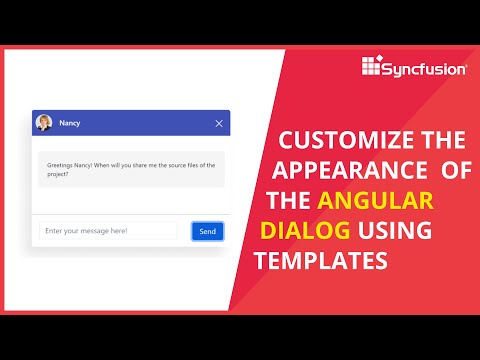 Syncfusion®
Nancy
Greetings Nancy! When will you share me the source files of the
project?
Enter your message here!
Send
CUSTOMIZE THE
APPEARANCE OF
THE ANGULAR
DIALOG USING
TEMPLATES